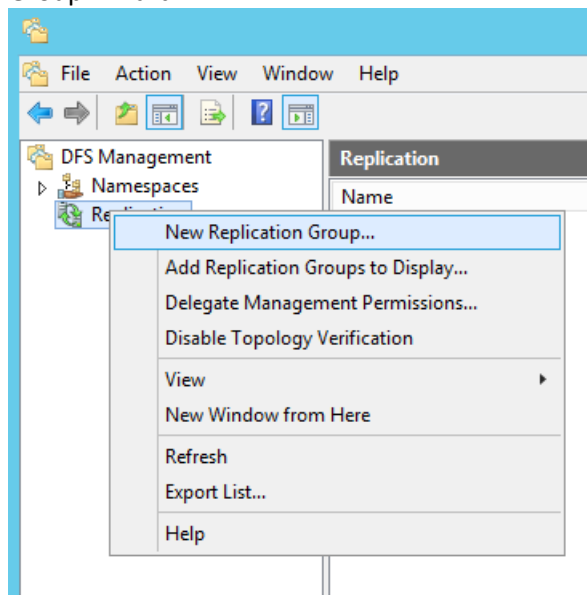 File Action View Window Help
DFS Management
Replication
Namespaces
Name
New Replication Group...
Add Replication Groups to Display...
Delegate Management Permissions...
Disable Topology Verification
View
New Window from Here
Refresh
Export List...
Help